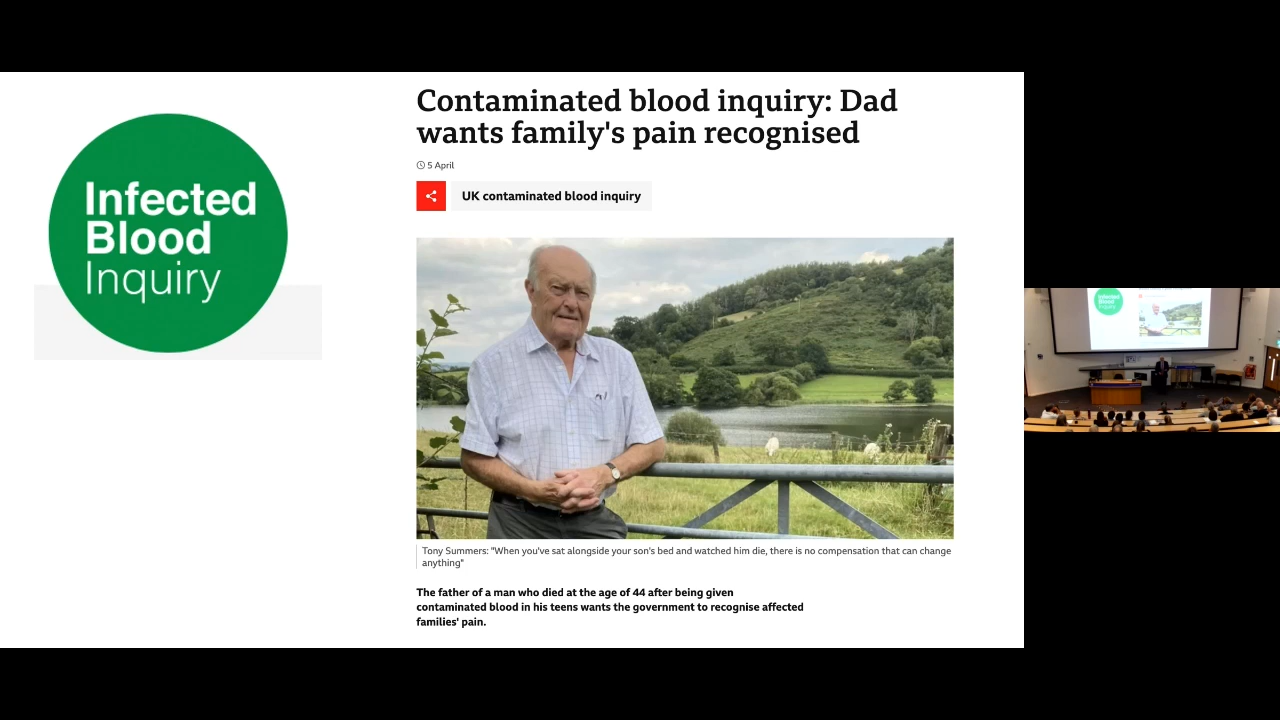 Infected
Blood
Inquiry
Contaminated blood inquiry: Dad
wants family's pain recognised
5 April
UK contaminated blood inquiry
Tony Summers: "When you've sat alongside your son's bed and watched him die, there is no compensation that can change
anything"
The father of a man who died at the age of 44 after being given
contaminated blood in his teens wants the government to recognise affected
families' pain.
Infected
Blood
Inquiry